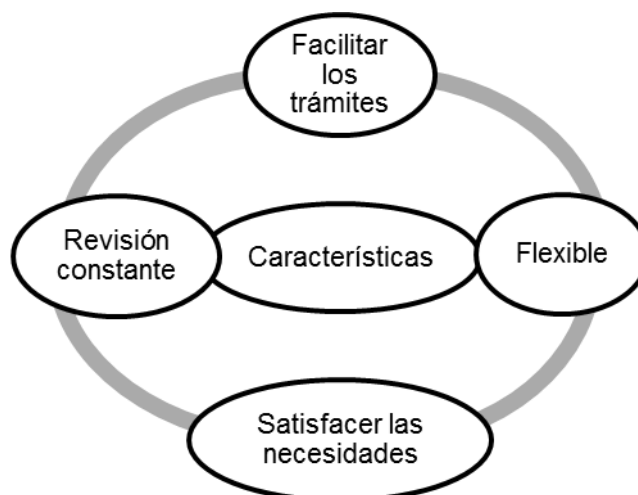 Facilitar
los
trámites
Revisión
constante
Características
Flexible
Satisfacer las
necesidades